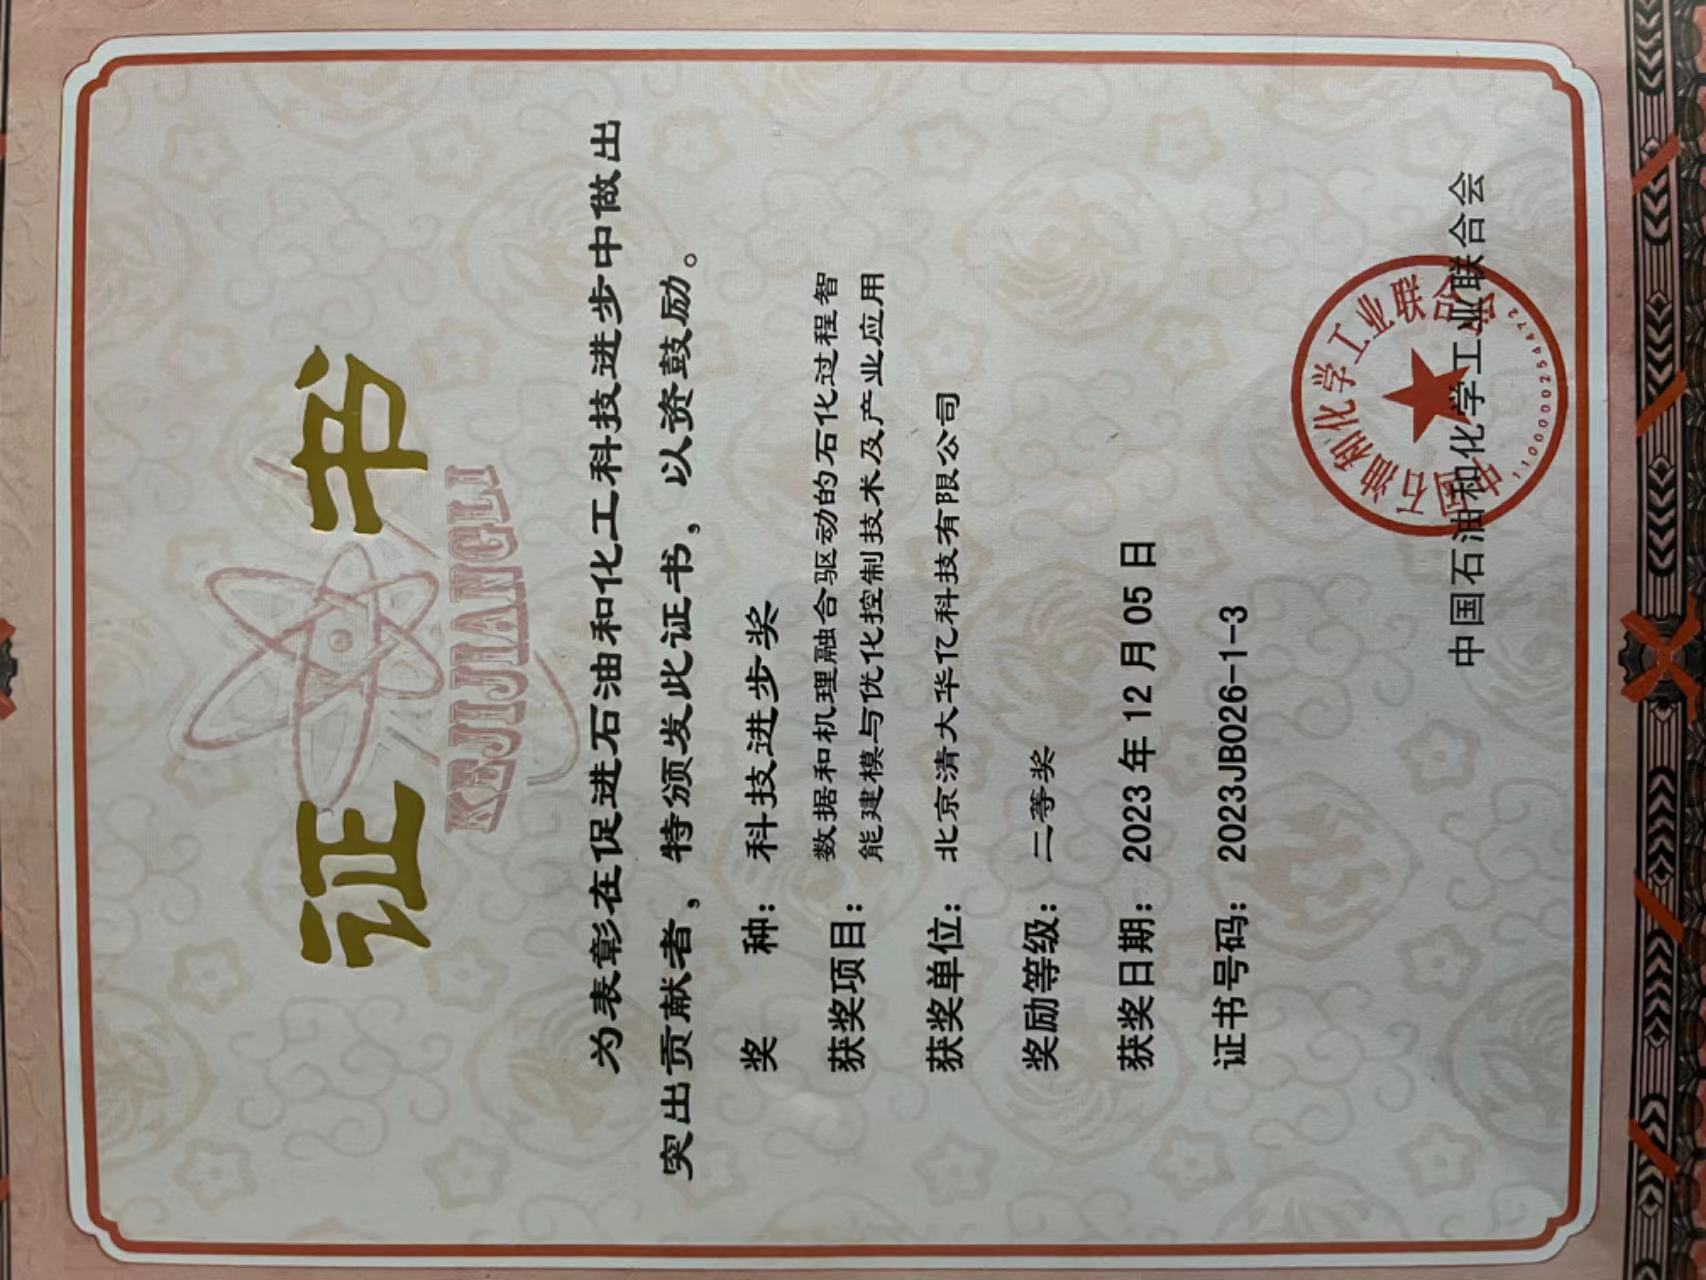 证书
KEJIJIANGLI
为表彰在促进石油和化工科技进步中做出
突出贡献者，特颁发此证书，以资鼓励。
奖 种：科技进步奖
获奖项目：数据和机理融合驱动的石化过程智
能建模与优化控制技术及产业应用
获奖单位：北京清大华亿科技有限公司
奖励等级：二等奖
获奖日期：2023年12月05日
证书号码：2023JB026-1-3
中国石油和化学工业联合会
中国石油和化学工业联合会
1100000254472